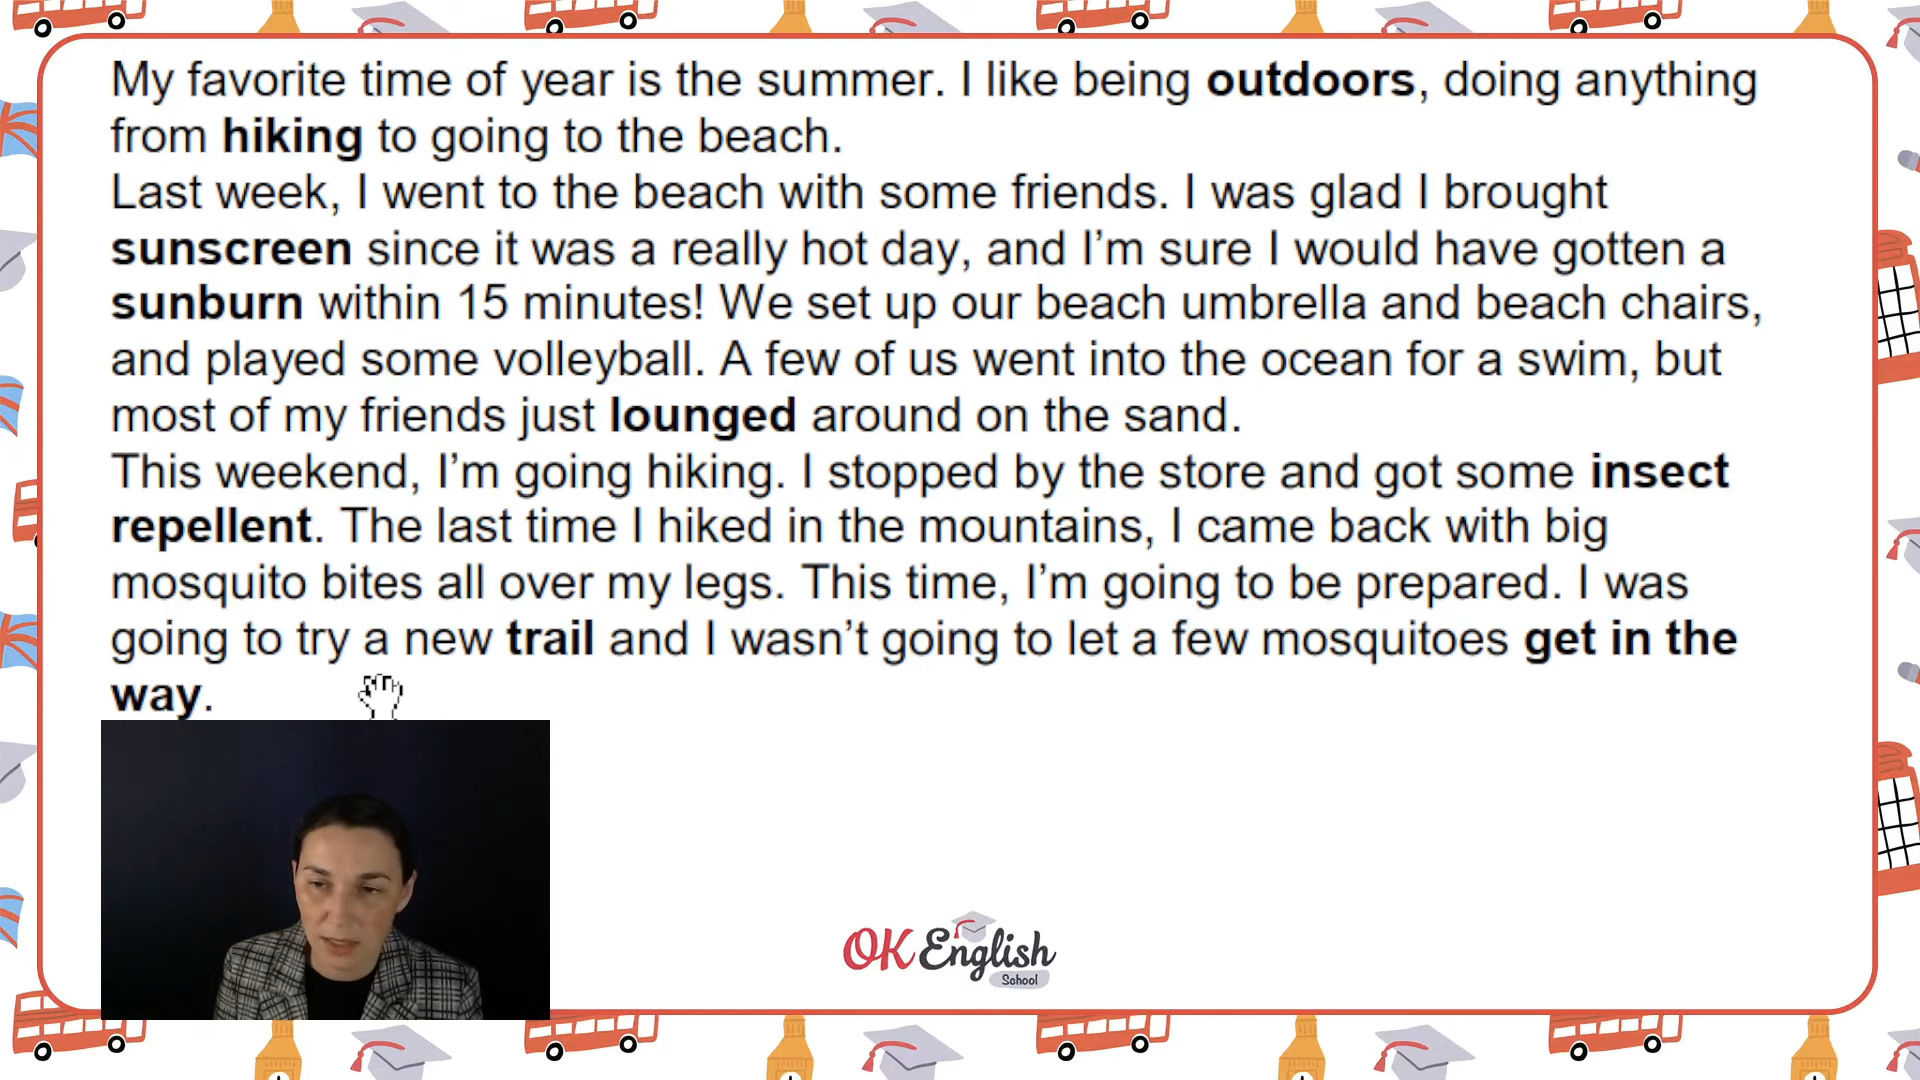 My favorite time of year is the summer. I like being outdoors, doing anything
from hiking to going to the beach.
Last week, I went to the beach with some friends. I was glad I brought
sunscreen since it was a really hot day, and I’m sure I would have gotten a
sunburn within 15 minutes! We set up our beach umbrella and beach chairs,
and played some volleyball. A few of us went into the ocean for a swim, but
most of my friends just lounged around on the sand.
This weekend, I’m going hiking. I stopped by the store and got some insect
repellent. The last time I hiked in the mountains, I came back with big
mosquito bites all over my legs. This time, I’m going to be prepared. I was
going to try a new trail and I wasn’t going to let a few mosquitoes get in the
way.
OK English
School